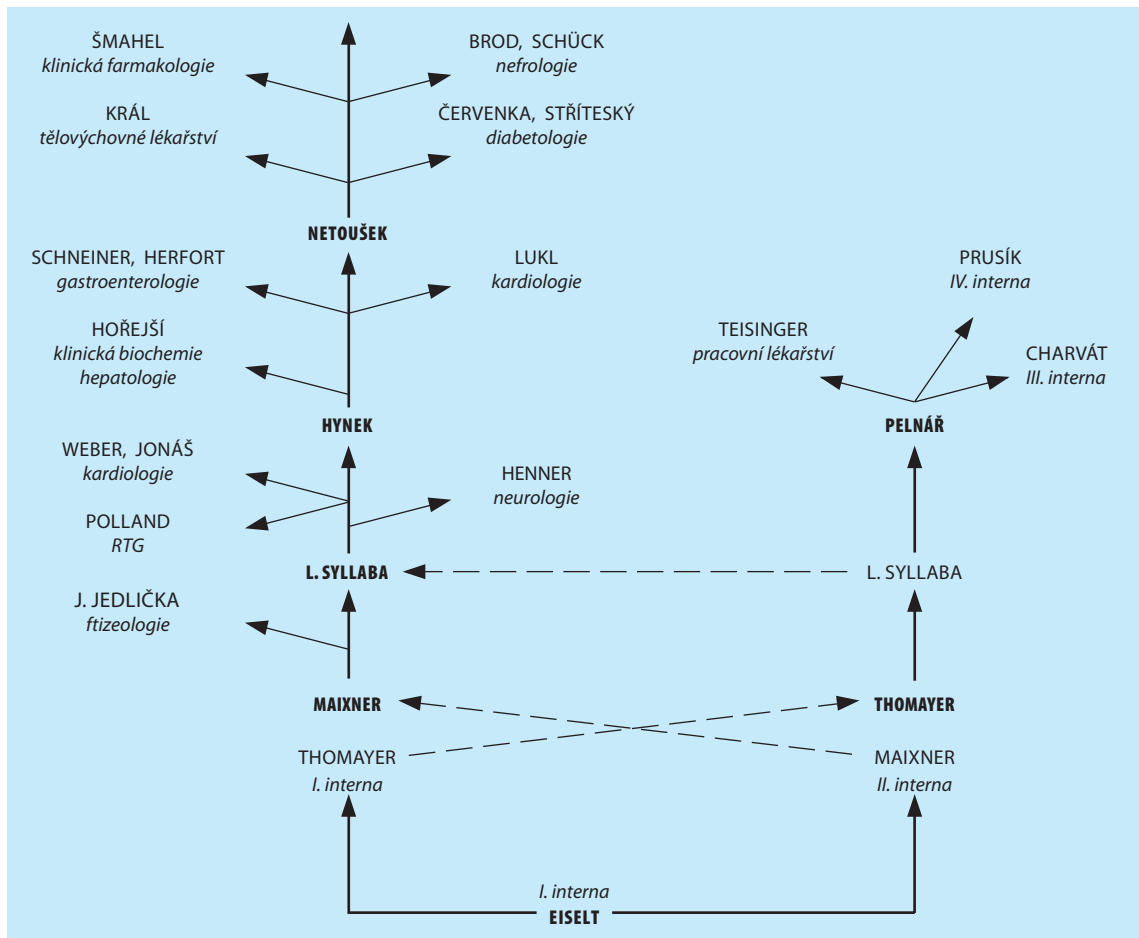 ŠMAHEL
klinická farmakologie
BROD, SCHÜCK
nefrologie
KRÁL
tělovýchovné lékařství
ČERVENKA, STŘÍTESKÝ
diabetologie
NETOUŠEK
SCHNEINER, HERFORT
gastroenterologie
LUKL
kardiologie
PRUSÍK
IV. interna
HOŘEJŠÍ
klinická biochemie
hepatologie
TEISINGER
pracovní lékařství
CHARVÁT
III. interna
HYNEK
PELNÁŘ
WEBER, JONÁŠ
kardiologie
HENNER
neurologie
POLLAND
RTG
L. SYLLABA
L. SYLLABA
J. JEDLIČKA
ftizeologie
MAIXNER
THOMAYER
THOMAYER
I. interna
MAIXNER
II. interna
I. interna
EISELT